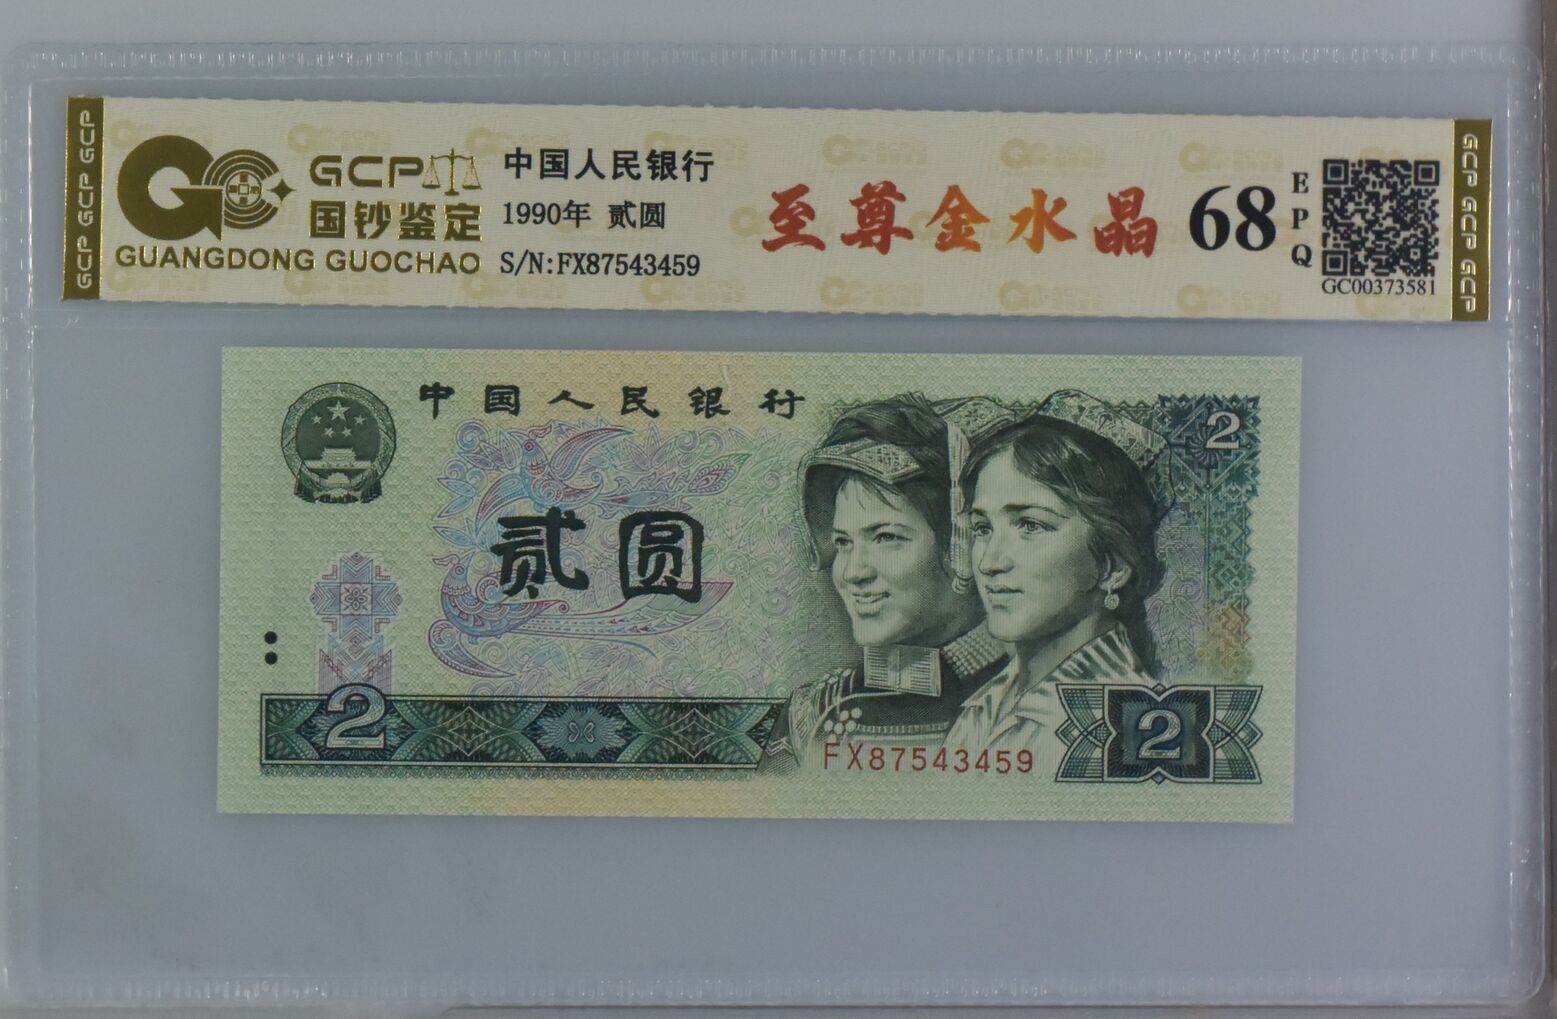 GCP GCP GCP
GCP
国钞鉴定
GUANGDONG GUOCHAO
中国人民银行
1990年 贰圆
S/N:FX87543459
至尊金水晶
68
EPQ
GC00373581
GCP GCP GCP
中国人民银行
2
贰圆
2
FX87543459
2